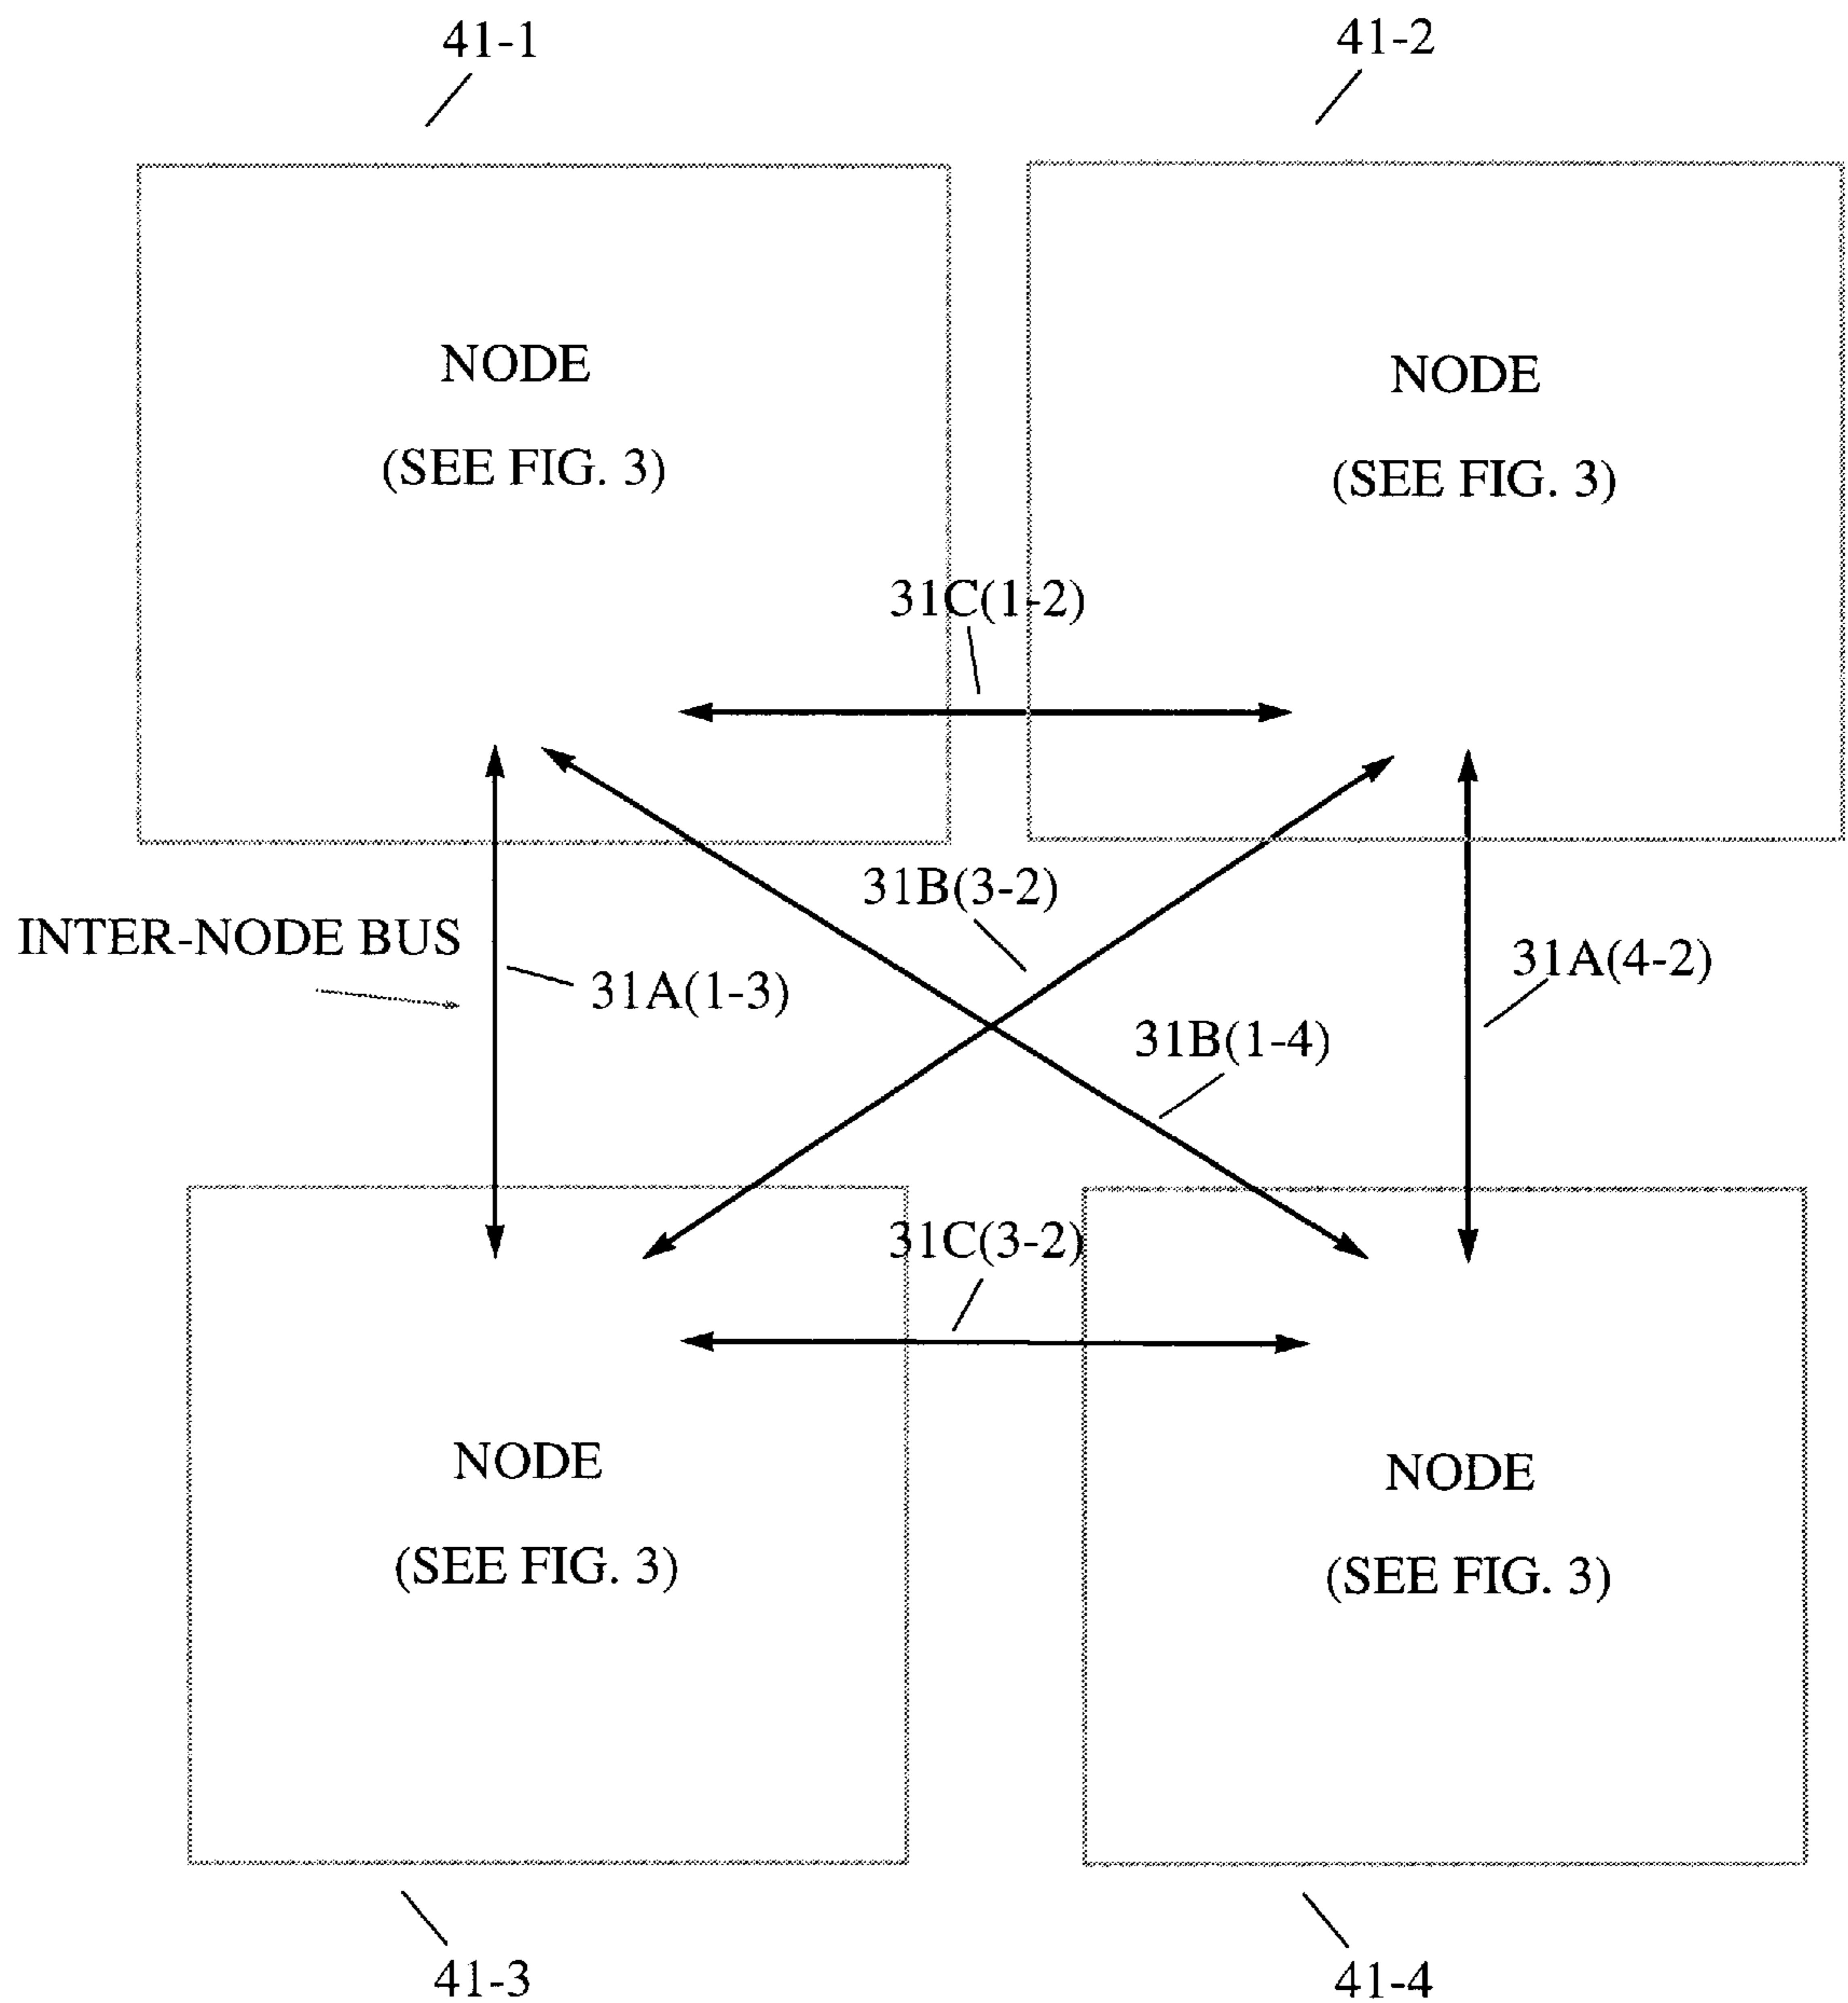 41-1
41-2
NODE
(SEE FIG. 3)
NODE
(SEE FIG. 3)
31C(1-2)
31B(3-2)
INTER-NODE BUS
31A(1-3)
31A(4-2)
31B(1-4)
31C(3-2)
NODE
(SEE FIG. 3)
NODE
(SEE FIG. 3)
41-3
41-4